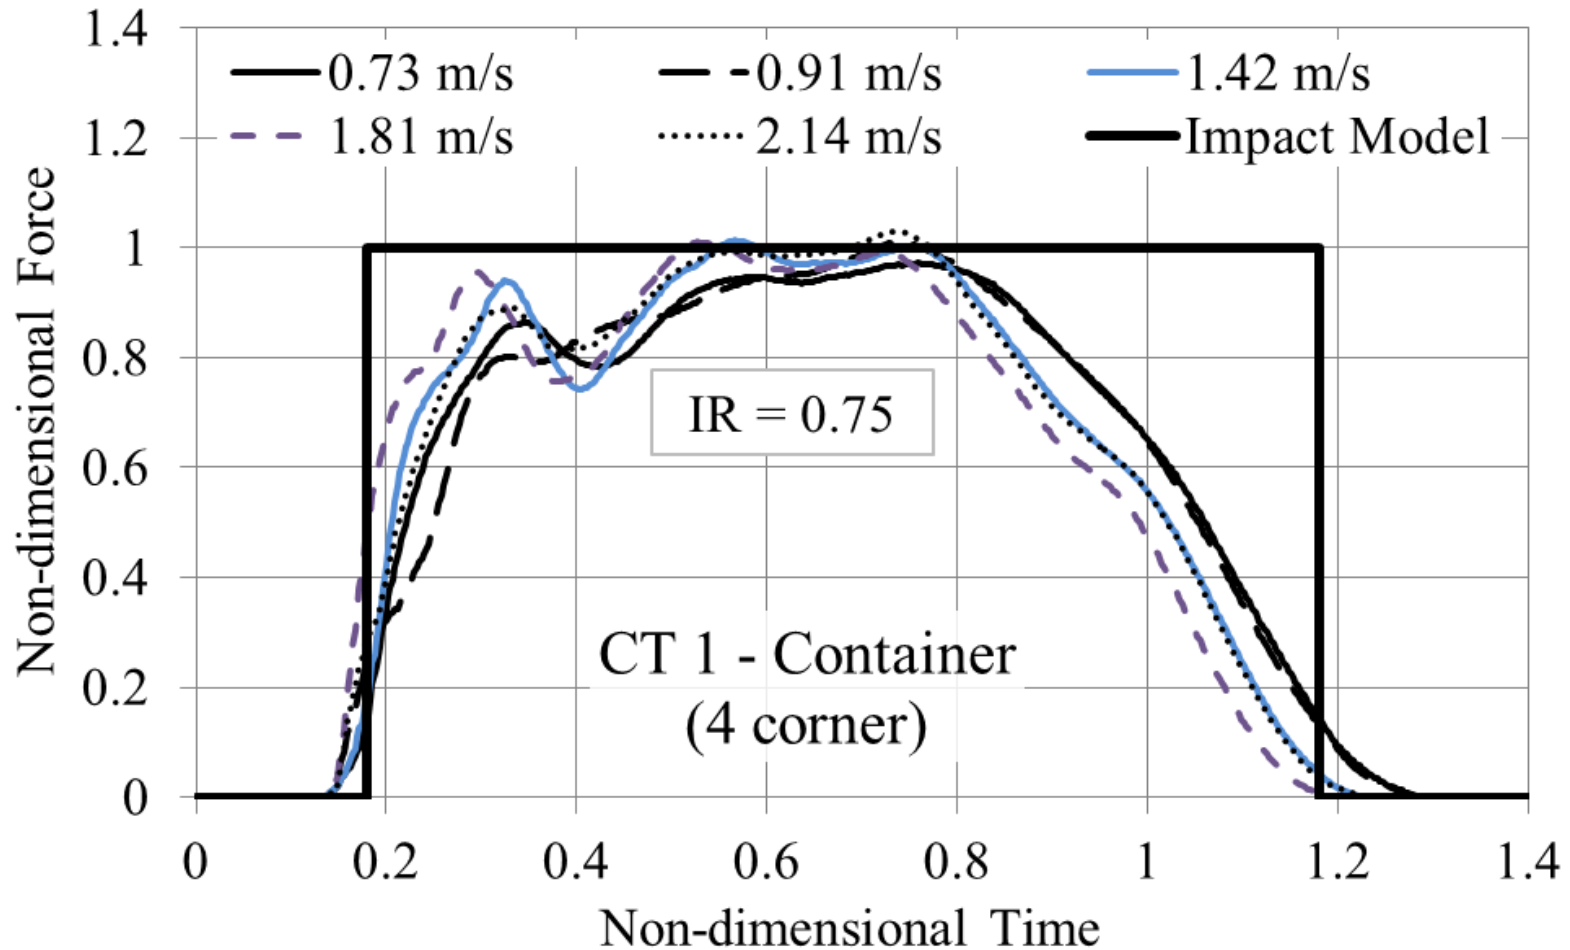 1.4
0.73 m/s
0.91 m/s
1.42 m/s
1.2
1.81 m/s
2.14 m/s
Impact Model
1
0.8
IR = 0.75
0.6
0.4
CT 1 - Container
(4 corner)
0.2
0
Non-dimensional Force
0 0.2 0.4 0.6 0.8 1 1.2 1.4
Non-dimensional Time